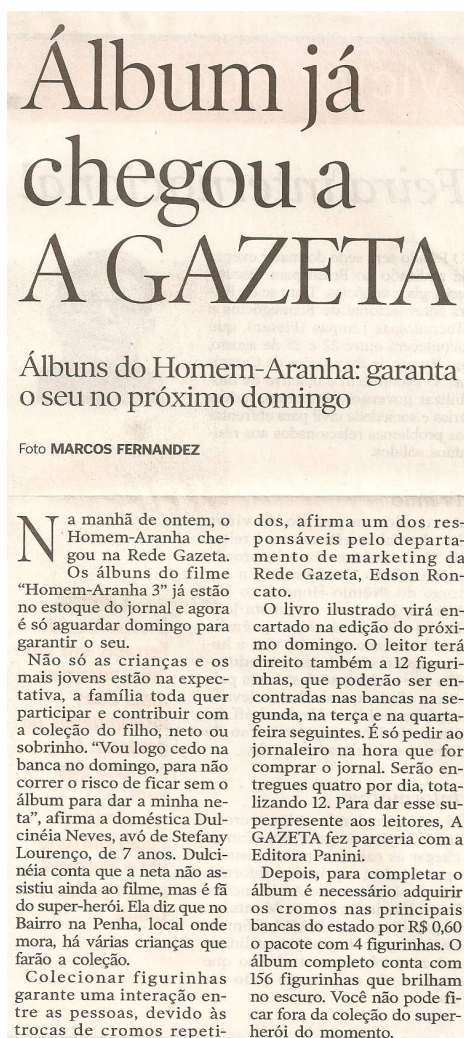 Álbum já
chegou a
A GAZETA
Álbuns do Homem-Aranha: garanta
o seu no próximo domingo
Foto MARCOS FERNANDEZ
Na manhã de ontem, o
Homem-Aranha che-
gou na Rede Gazeta.
Os álbuns do filme
“Homem-Aranha 3” já estão
no estoque do jornal e agora
é só aguardar domingo para
garantir o seu.
Não só as crianças e os
mais jovens estão na expec-
tativa, a família toda quer
participar e contribuir com
a coleção do filho, neto ou
sobrinho. “Vou logo cedo na
banca no domingo, para não
correr o risco de ficar sem o
álbum para dar a minha ne-
ta”, afirma a doméstica Dul-
cinéia Neves, avó de Stefany
Lourenço, de 7 anos. Dulci-
néia conta que a neta não as-
sistiu ainda ao filme, mas é fã
do super-herói. Ela diz que no
Bairro na Penha, local onde
mora, há várias crianças que
farão a coleção.
Colecionar figurinhas
garante uma interação en-
tre as pessoas, devido às
trocas de cromos repeti-
dos, afirma um dos res-
ponsáveis pelo departa-
mento de marketing da
Rede Gazeta, Edson Ron-
cato.
O livro ilustrado virá en-
cartado na edição do próxi-
mo domingo. O leitor terá
direito também a 12 figuri-
nhas, que poderão ser en-
contradas nas bancas na se-
gunda, na terça e na quarta-
feira seguintes. É só pedir ao
jornaleiro na hora que for
comprar o jornal. Serão en-
tregues quatro por dia, tota-
lizando 12. Para dar esse su-
perpresente aos leitores, A
GAZETA fez parceria com a
Editora Panini.
Depois, para completar o
álbum é necessário adquirir
os cromos nas principais
bancas do estado por R$ 0,60
o pacote com 4 figurinhas. O
álbum completo conta com
156 figurinhas que brilham
no escuro. Você não pode fi-
car fora da coleção do super-
herói do momento.